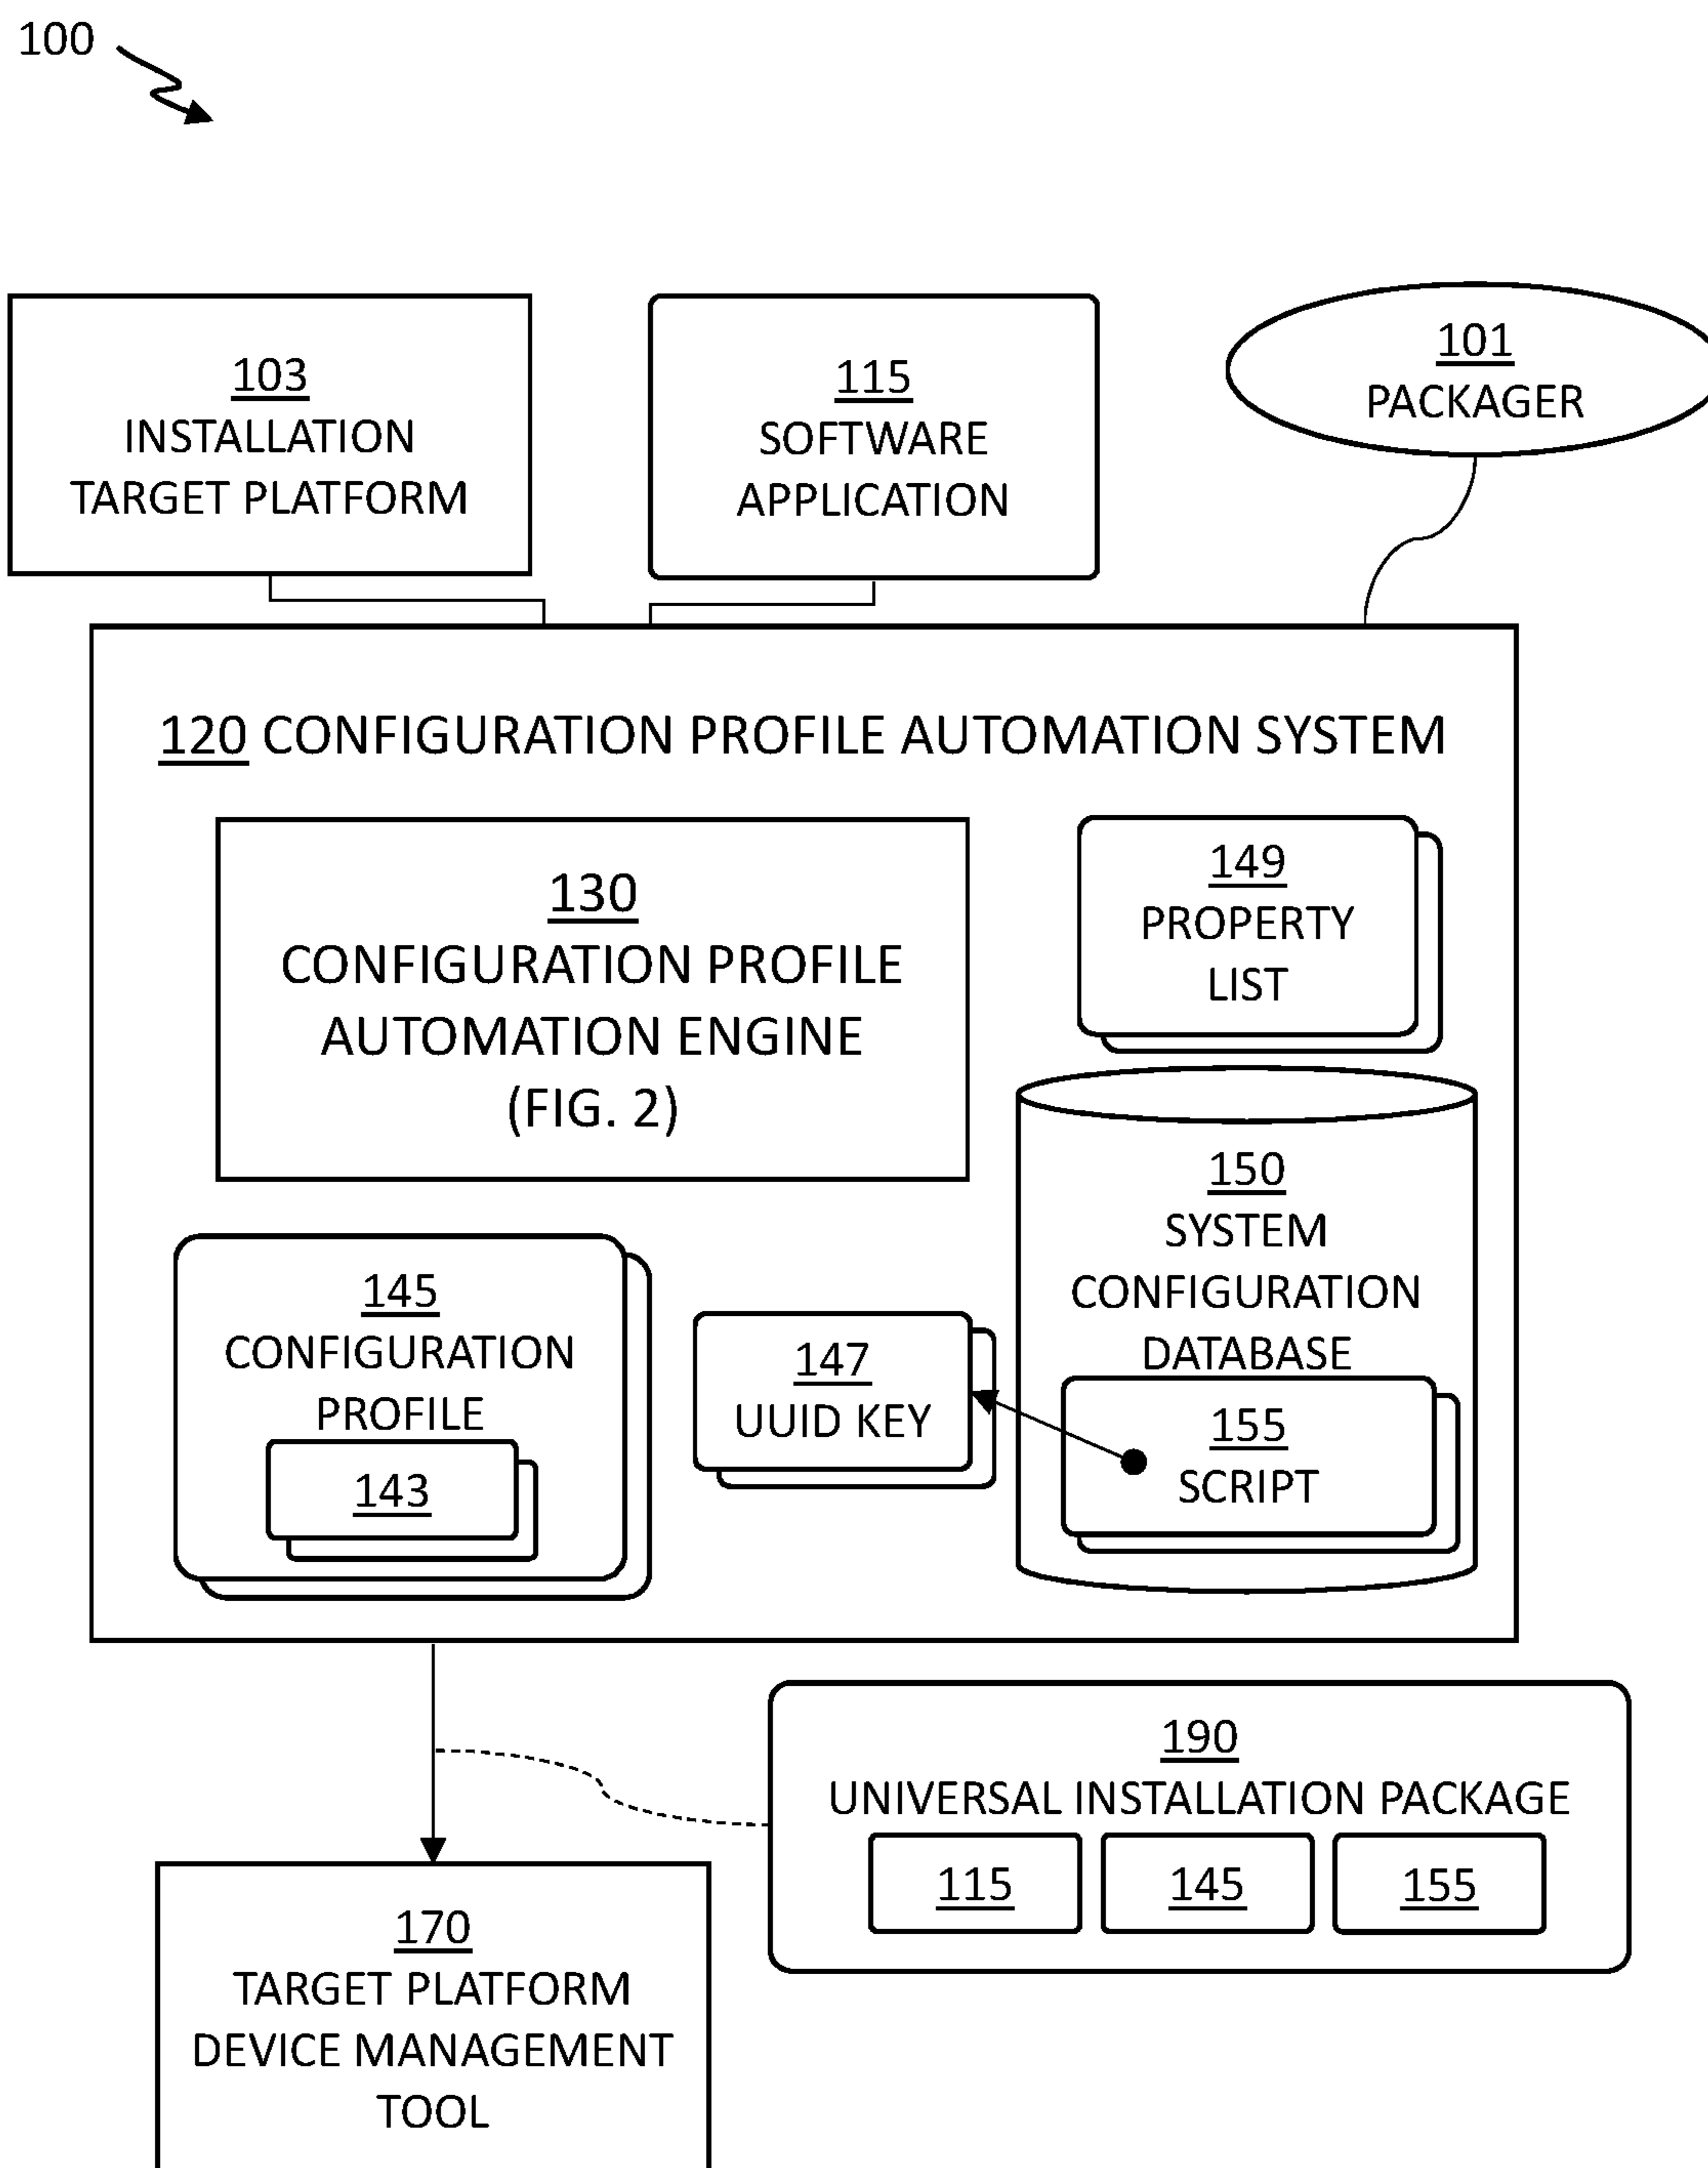 100
103
INSTALLATION
TARGET PLATFORM
115
SOFTWARE
APPLICATION
101
PACKAGER
120 CONFIGURATION PROFILE AUTOMATION SYSTEM
130
CONFIGURATION PROFILE
AUTOMATION ENGINE
(FIG. 2)
149
PROPERTY
LIST
150
SYSTEM
CONFIGURATION
DATABASE
155
SCRIPT
145
CONFIGURATION
PROFILE
143
147
UUID KEY
190
UNIVERSAL INSTALLATION PACKAGE
115 145 155
170
TARGET PLATFORM
DEVICE MANAGEMENT
TOOL